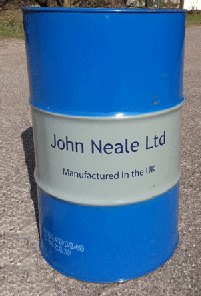 John Neale Ltd
Manufactured in the UK